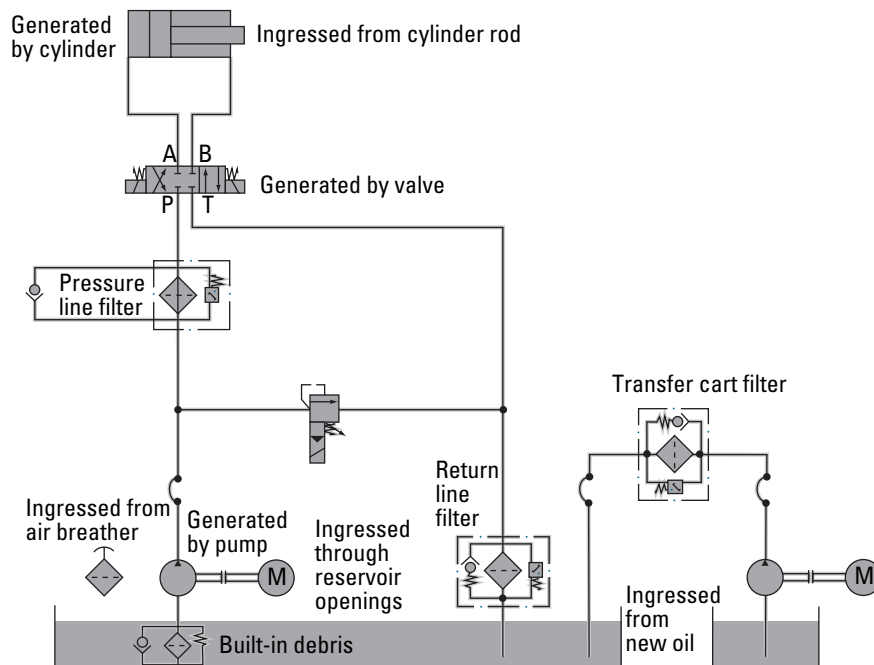 Generated
by cylinder
Ingressed from cylinder rod
A B
Generated by valve
P T
Pressure
line filter
Transfer cart filter
Return
line
filter
Ingressed from
air breather
Generated
by pump
Ingressed
through
reservoir
openings
M
M
Ingressed
from
new oil
Built-in debris